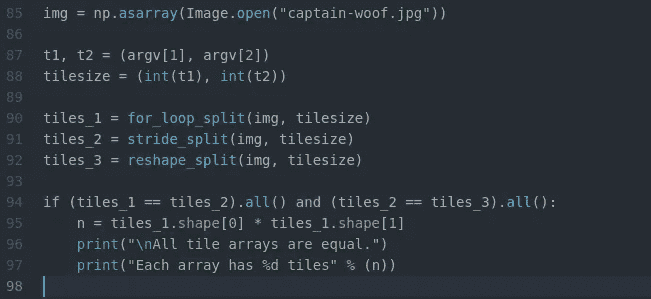 85 img = np.asarray(Image.open("captain-woof.jpg"))
86
87 t1, t2 = (argv[1], argv[2])
88 tilesize = (int(t1), int(t2))
89
90 tiles_1 = for_loop_split(img, tilesize)
91 tiles_2 = stride_split(img, tilesize)
92 tiles_3 = reshape_split(img, tilesize)
93
94 if (tiles_1 == tiles_2).all() and (tiles_2 == tiles_3).all():
95     n = tiles_1.shape[0] * tiles_1.shape[1]
96     print("\nAll tile arrays are equal.")
97     print("Each array has %d tiles" % (n))
98